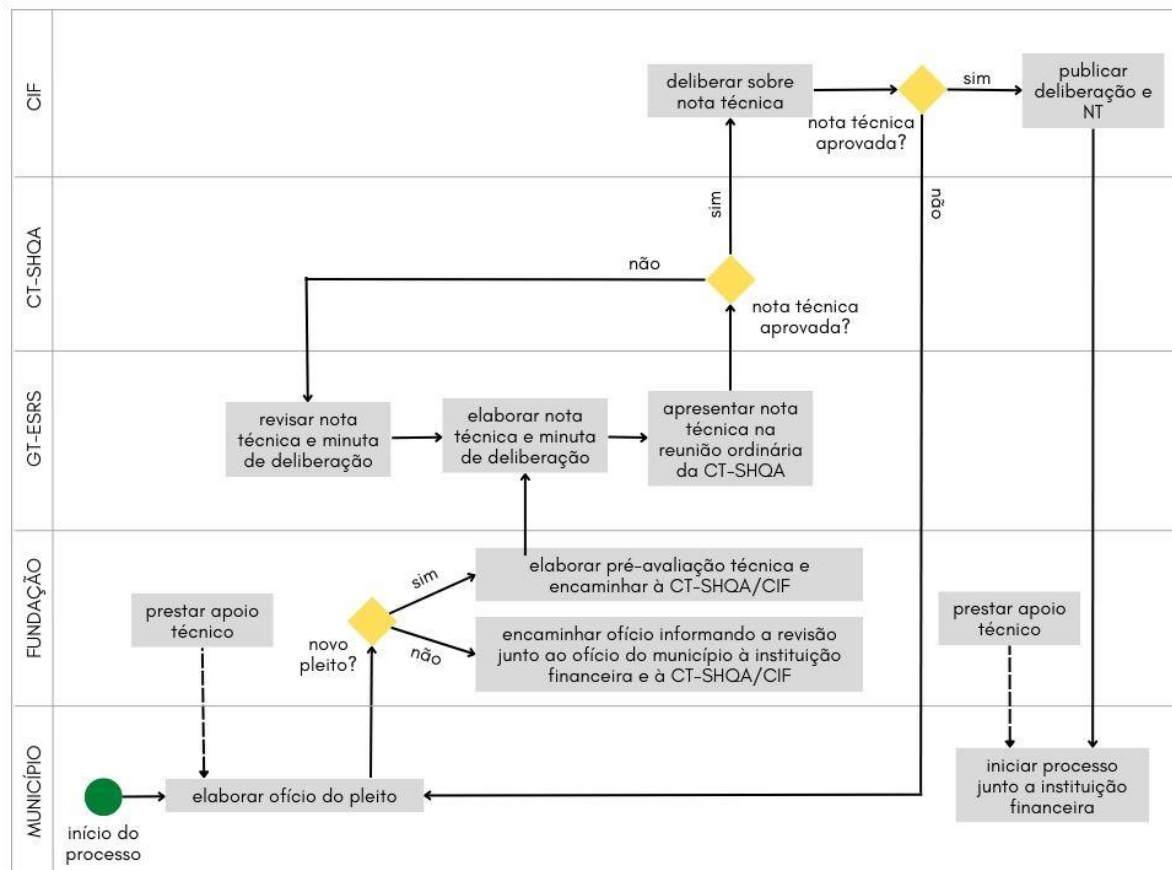 CIF
deliberar sobre
nota técnica
nota técnica
aprovada?
sim
publicar
deliberação e
NT
não
CT-SHQA
sim
não
nota técnica
aprovada?
GT-ESRS
revisar nota
técnica e minuta
de deliberação
elaborar nota
técnica e minuta
de deliberação
apresentar nota
técnica na
reunião ordinária
da CT-SHQA
FUNDAÇÃO
prestar apoio
técnico
novo
pleito?
sim
não
elaborar pré-avaliação técnica e
encaminhar à CT-SHQA/CIF
encaminhar ofício informando a revisão
junto ao ofício do município à instituição
financeira e à CT-SHQA/CIF
prestar apoio
técnico
MUNICÍPIO
início do
processo
elaborar ofício do pleito
iniciar processo
junto a instituição
financeira